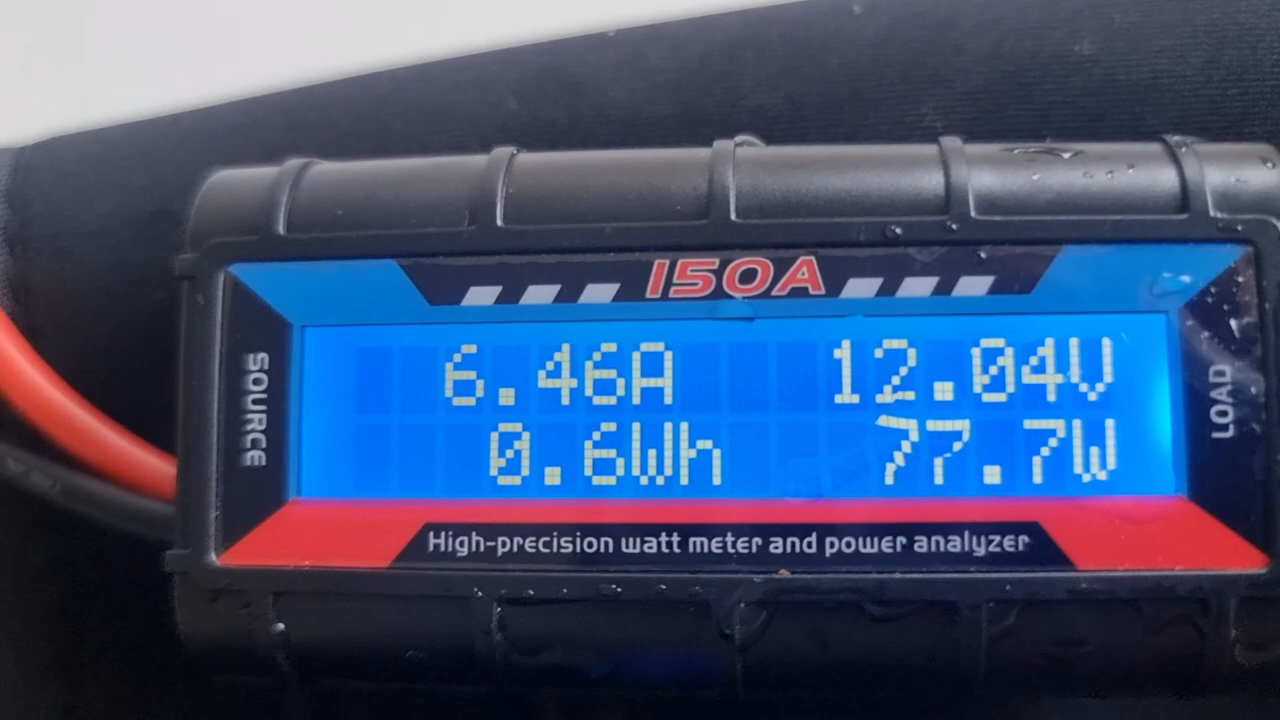 150A
SOURCE
6.46A 12.04V
0.6Wh 77.7W
LOAD
High-precision watt meter and power analyzer